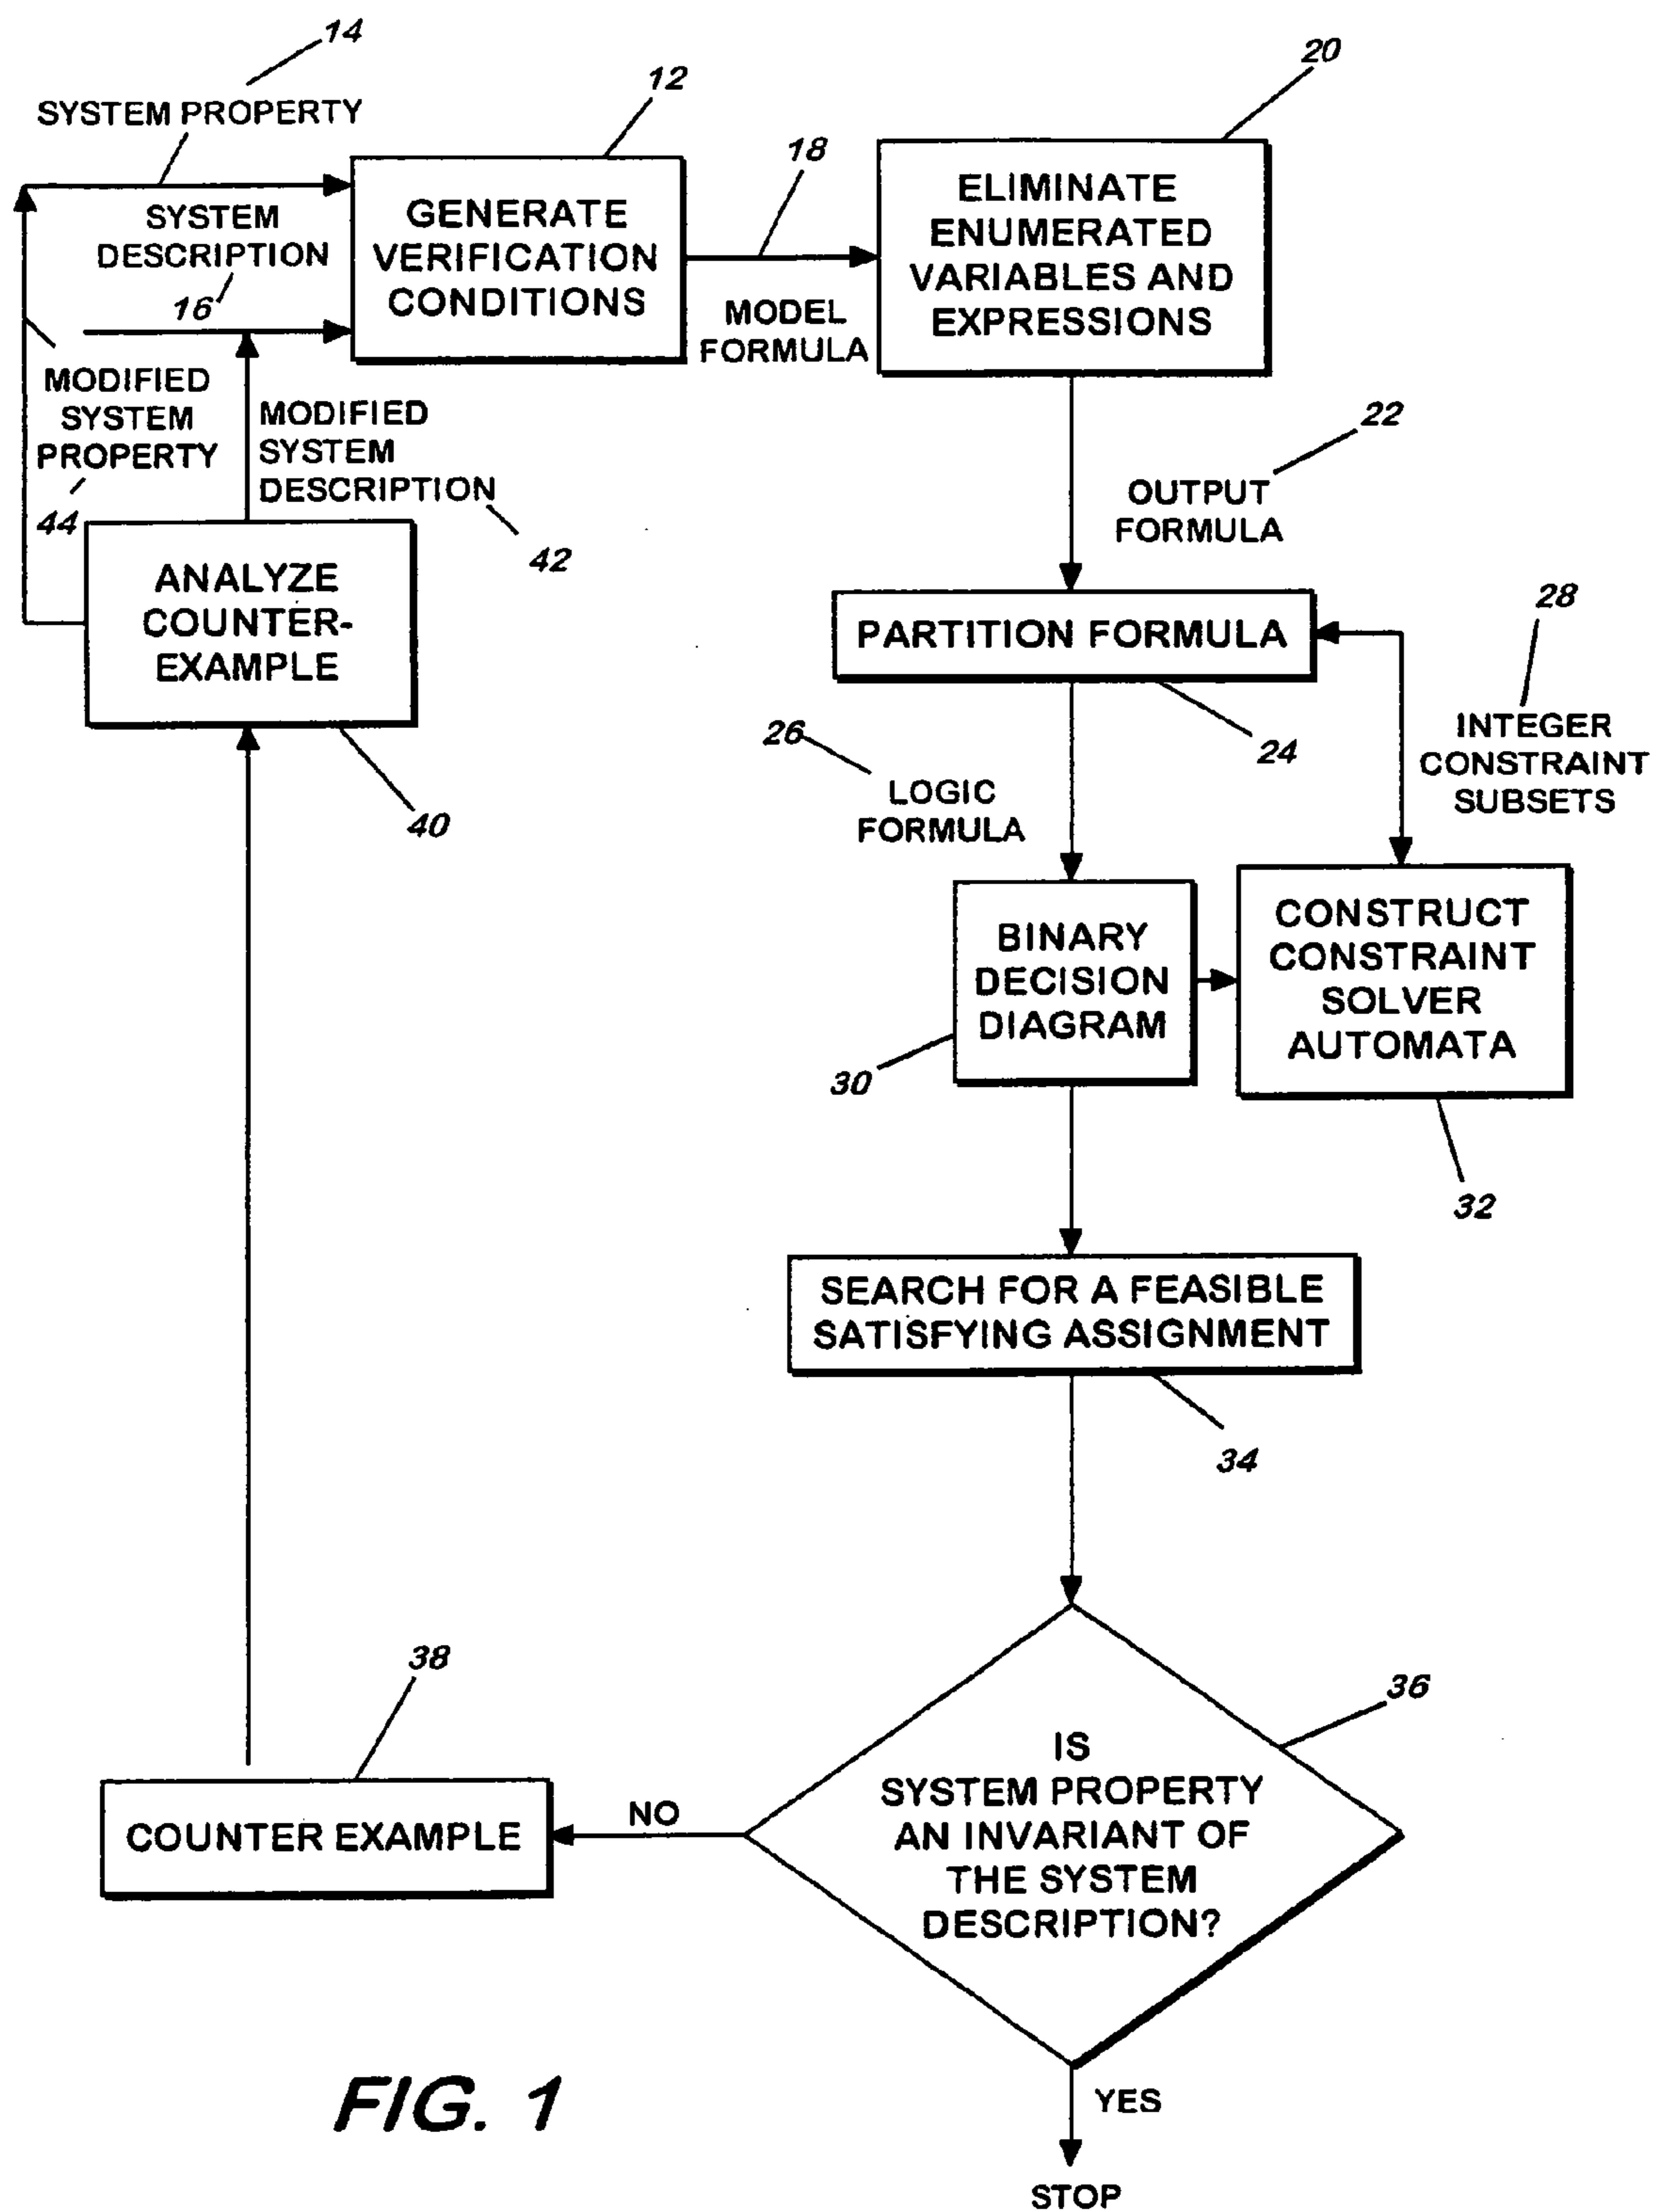 14
SYSTEM PROPERTY
12
20
18
SYSTEM
DESCRIPTION
16
GENERATE
VERIFICATION
CONDITIONS
MODEL
FORMULA
ELIMINATE
ENUMERATED
VARIABLES AND
EXPRESSIONS
MODIFIED
SYSTEM
PROPERTY
44
MODIFIED
SYSTEM
DESCRIPTION
42
22
OUTPUT
FORMULA
ANALYZE
COUNTER-
EXAMPLE
40
PARTITION FORMULA
24
28
INTEGER
CONSTRAINT
SUBSETS
26
LOGIC
FORMULA
BINARY
DECISION
DIAGRAM
30
CONSTRUCT
CONSTRAINT
SOLVER
AUTOMATA
32
SEARCH FOR A FEASIBLE
SATISFYING ASSIGNMENT
34
36
IS
SYSTEM PROPERTY
AN INVARIANT OF
THE SYSTEM
DESCRIPTION?
NO
38
COUNTER EXAMPLE
YES
STOP
FIG. 1